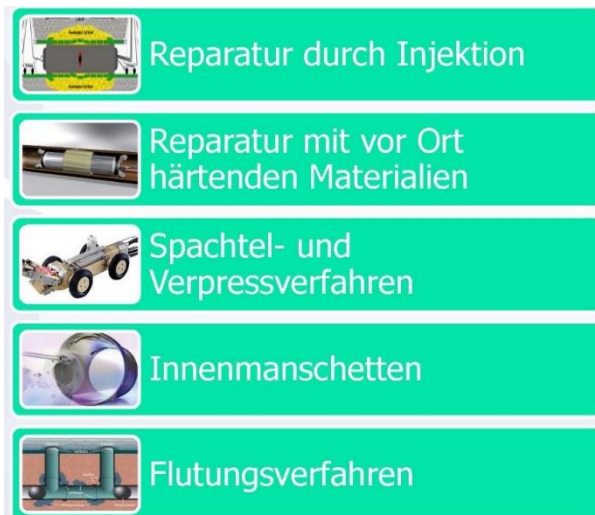 Reparatur durch Injektion
Reparatur mit vor Ort
härtenden Materialien
Spachtel- und
Verpressverfahren
Innenmanschetten
Flutungsverfahren